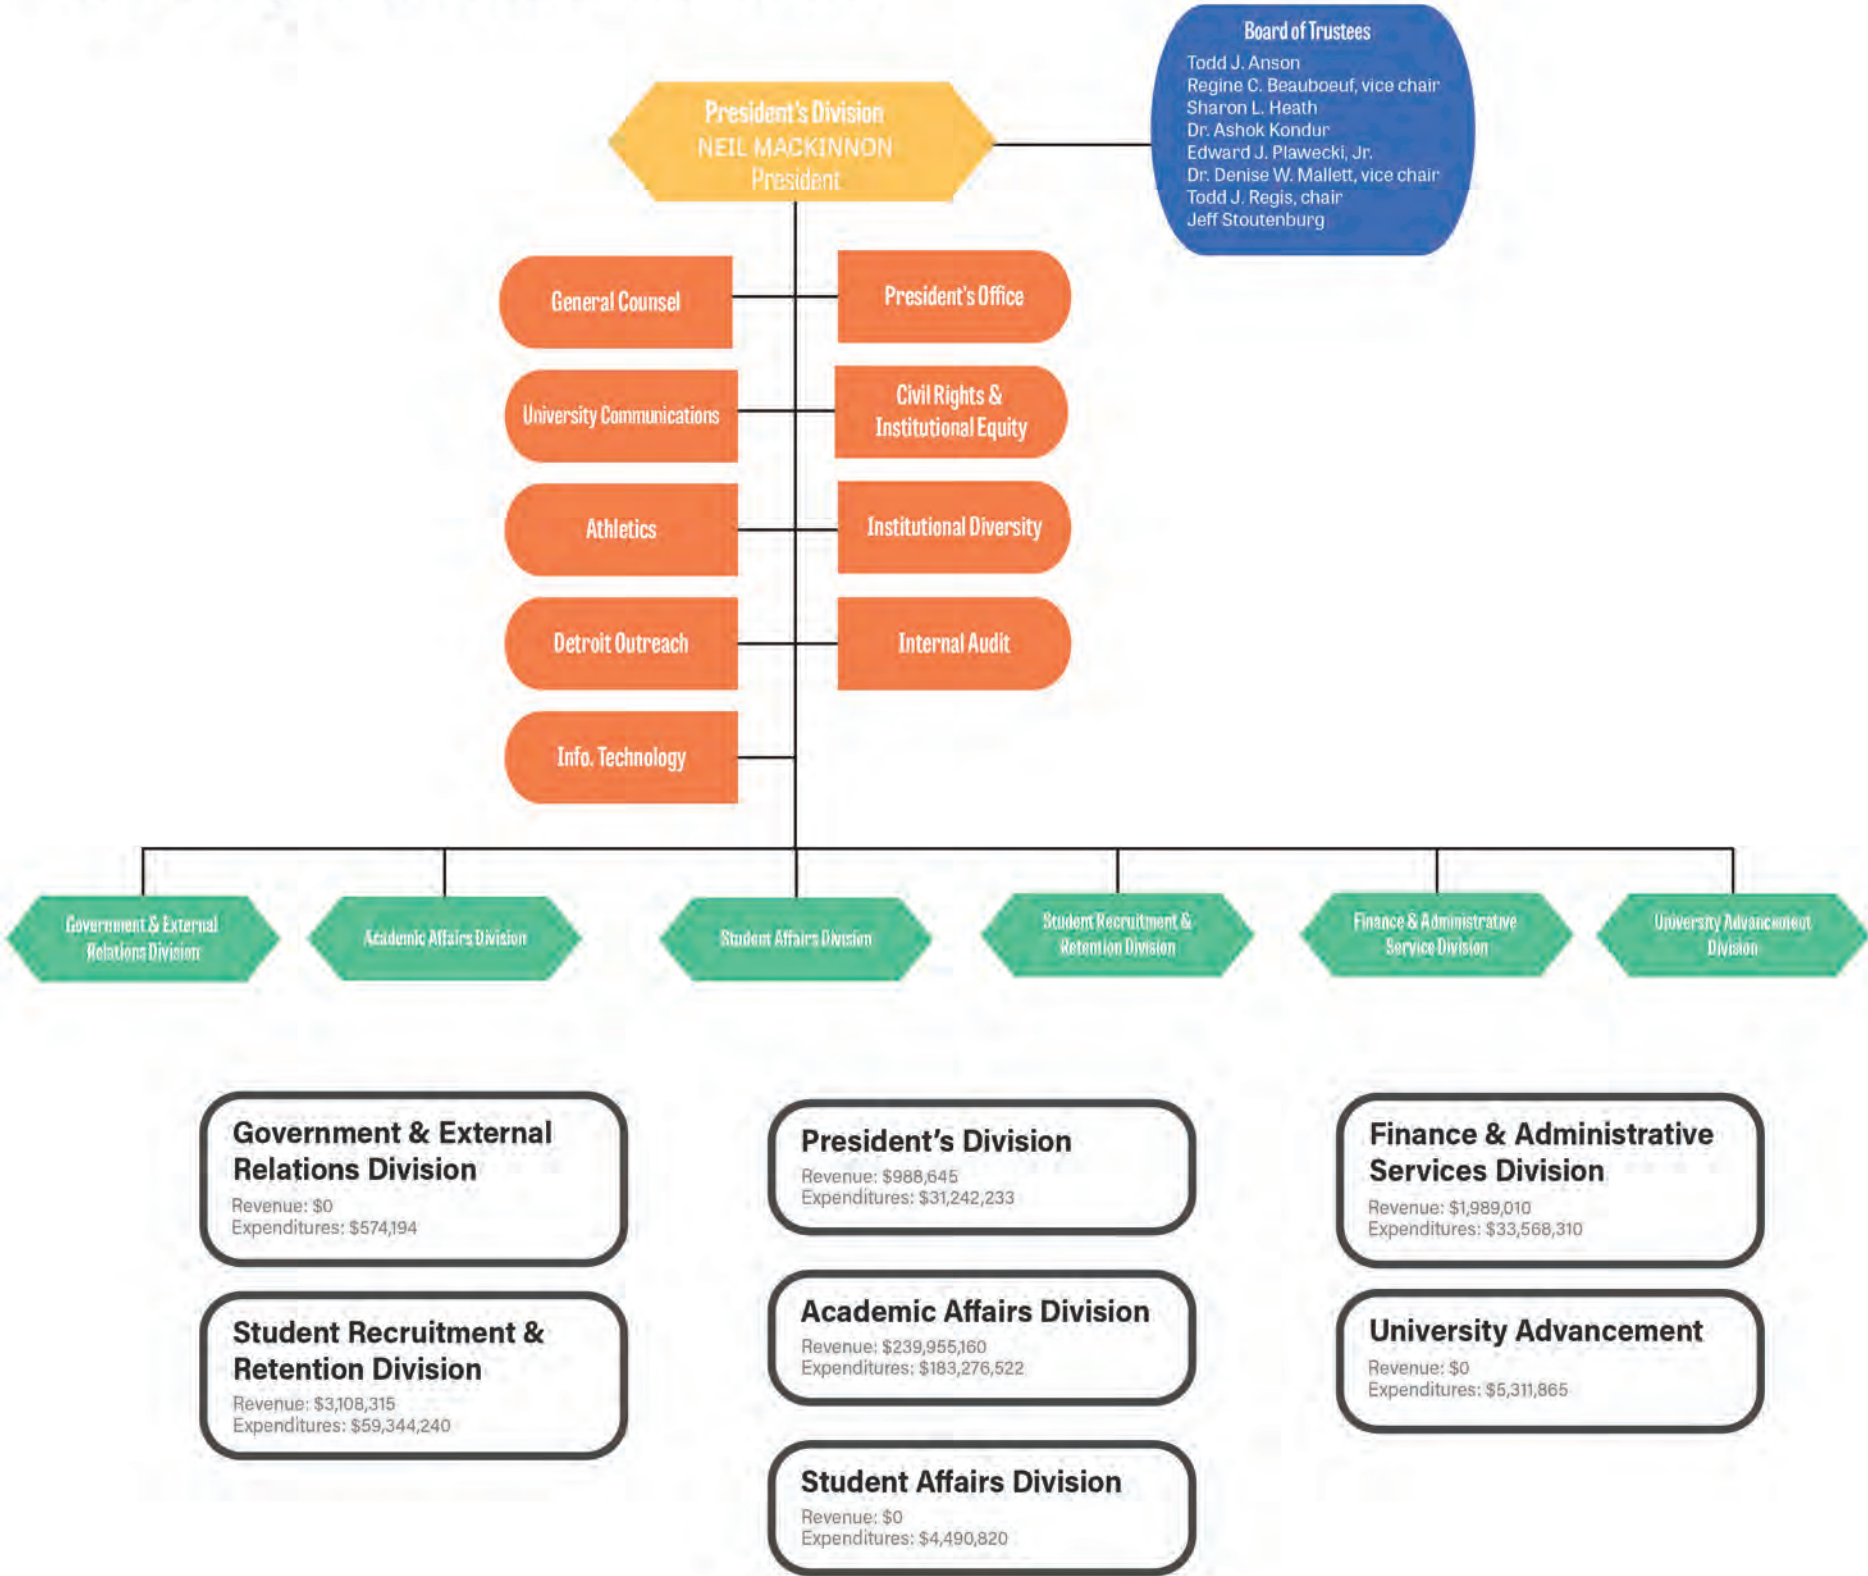 Board of Trustees
Todd J. Anson
Regine C. Beauboeuf, vice chair
Sharon L. Heath
Dr. Ashok Kondur
Edward J. Plawecki, Jr.
Dr. Denise W. Mallett, vice chair
Todd J. Regis, chair
Jeff Stoutenburg
President's Division
NEIL MACKINNON
President
General Counsel
President's Office
University Communications
Civil Rights &
Institutional Equity
Athletics
Institutional Diversity
Detroit Outreach
Internal Audit
Info. Technology
Government & External
Relations Division
Academic Affairs Division
Student Affairs Division
Student Recruitment &
Retention Division
Finance & Administrative
Service Division
University Advancement
Division
Government & External
Relations Division
Revenue: $0
Expenditures: $574,194
Student Recruitment &
Retention Division
Revenue: $3,108,315
Expenditures: $59,344,240
President's Division
Revenue: $988,645
Expenditures: $31,242,233
Academic Affairs Division
Revenue: $239,955,160
Expenditures: $183,276,522
Student Affairs Division
Revenue: $0
Expenditures: $4,490,820
Finance & Administrative
Services Division
Revenue: $1,989,010
Expenditures: $33,568,310
University Advancement
Revenue: $0
Expenditures: $5,311,865